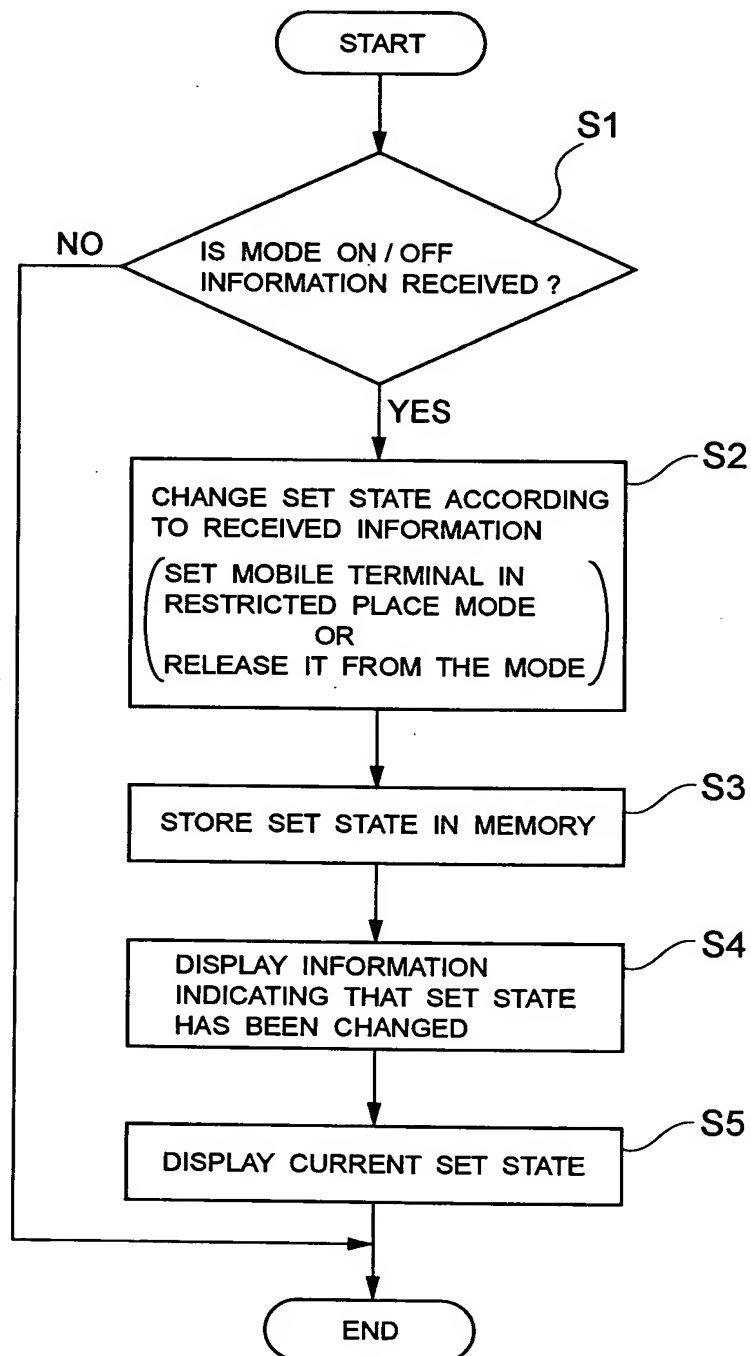 START
S1
NO
IS MODE ON / OFF
INFORMATION RECEIVED ?
YES
S2
CHANGE SET STATE ACCORDING
TO RECEIVED INFORMATION
SET MOBILE TERMINAL IN
RESTRICTED PLACE MODE
OR
RELEASE IT FROM THE MODE
S3
STORE SET STATE IN MEMORY
S4
DISPLAY INFORMATION
INDICATING THAT SET STATE
HAS BEEN CHANGED
S5
DISPLAY CURRENT SET STATE
END